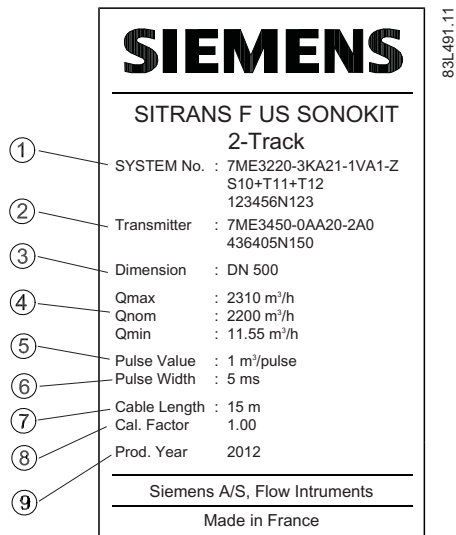 SIEMENS
83L491.11
SITRANS F US SONOKIT
2-Track
① SYSTEM No. : 7ME3220-3KA21-1VA1-Z
S10+T11+T12
123456N123
② Transmitter : 7ME3450-0AA20-2A0
436405N150
③ Dimension : DN 500
④ Qmax : 2310 m³/h
Qnom : 2200 m³/h
Qmin : 11.55 m³/h
⑤ Pulse Value : 1 m³/pulse
⑥ Pulse Width : 5 ms
⑦ Cable Length : 15 m
⑧ Cal. Factor 1.00
⑨ Prod. Year 2012
Siemens A/S, Flow Intruments
Made in France